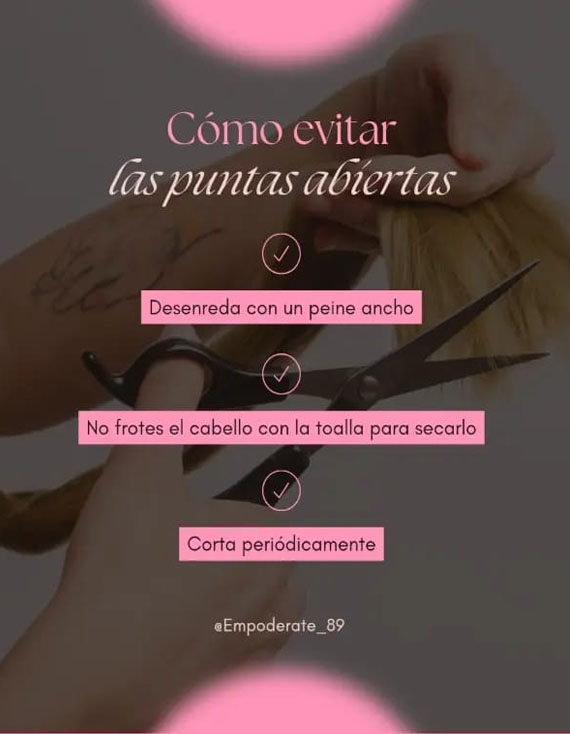 Cómo evitar
las puntas abiertas
Desenreda con un peine ancho
No frotes el cabello con la toalla para secarlo
Corta periódicamente
@Empoderate_89